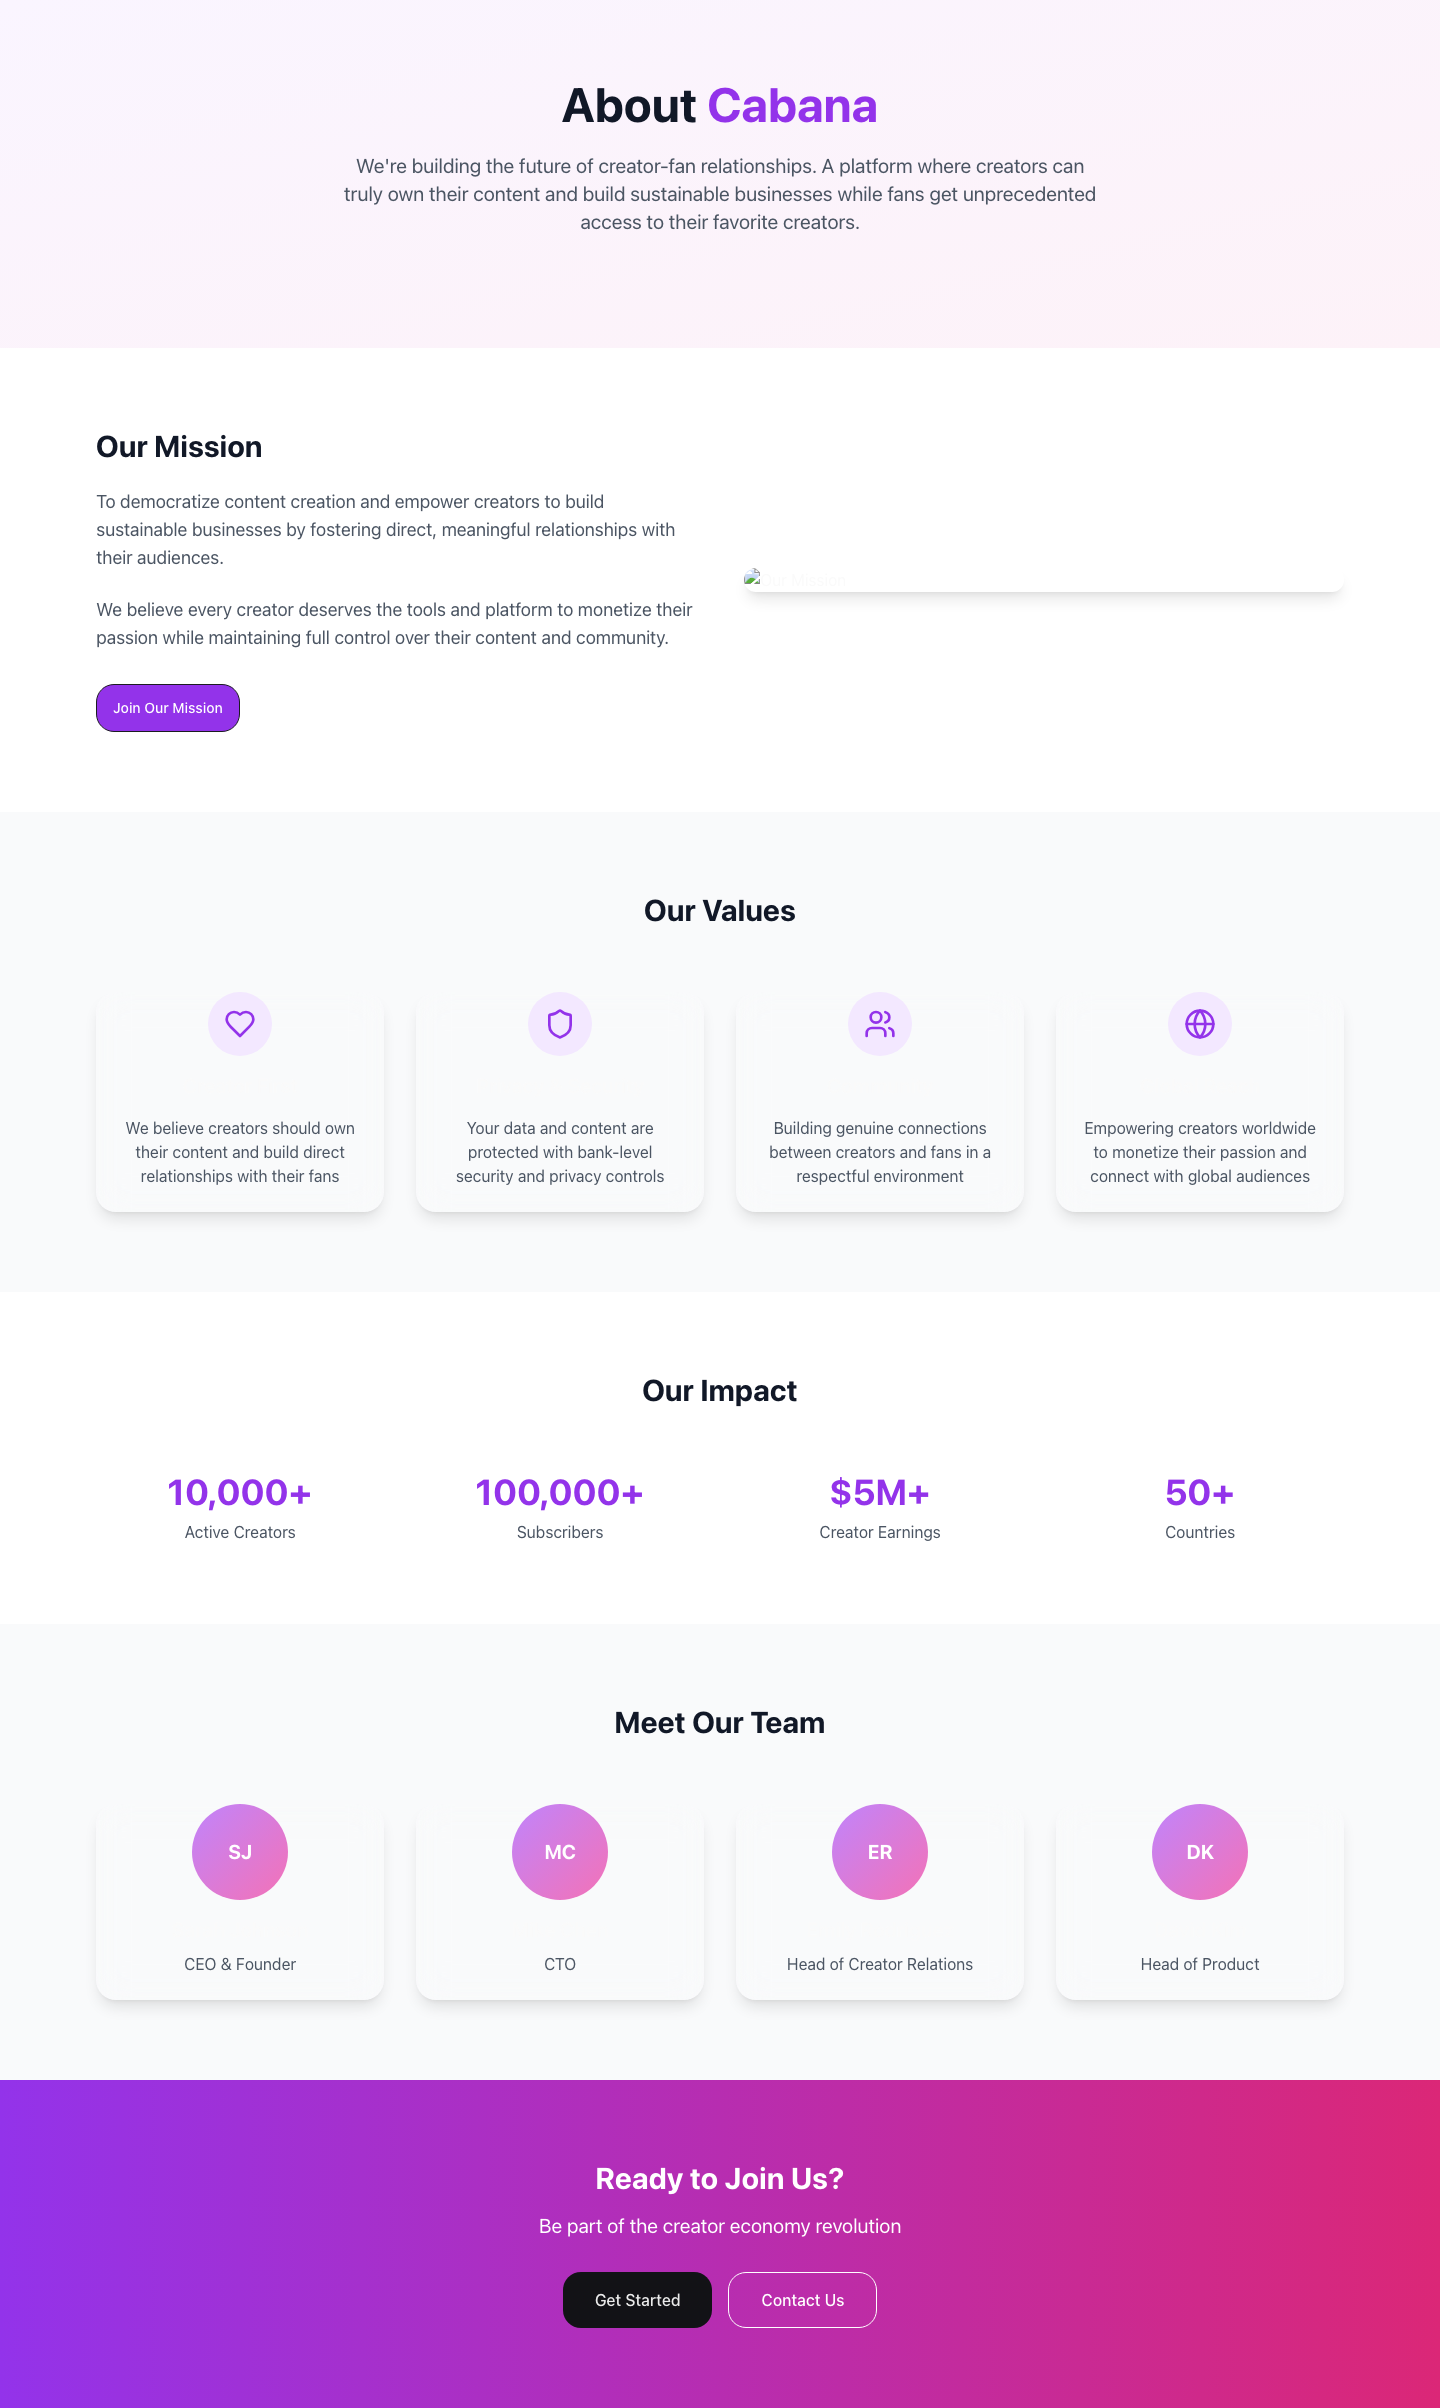 About Cabana
We're building the future of creator-fan relationships. A platform where creators can
truly own their content and build sustainable businesses while fans get unprecedented
access to their favorite creators.
Our Mission
To democratize content creation and empower creators to build
sustainable businesses by fostering direct, meaningful relationships with
their audiences.
We believe every creator deserves the tools and platform to monetize their
passion while maintaining full control over their content and community.
Join Our Mission
Our Mission
Our Values
We believe creators should own
their content and build direct
relationships with their fans
Your data and content are
protected with bank-level
security and privacy controls
Building genuine connections
between creators and fans in a
respectful environment
Empowering creators worldwide
to monetize their passion and
connect with global audiences
Our Impact
10,000+
Active Creators
100,000+
Subscribers
$5M+
Creator Earnings
50+
Countries
Meet Our Team
SJ
CEO & Founder
MC
CTO
ER
Head of Creator Relations
DK
Head of Product
Ready to Join Us?
Be part of the creator economy revolution
Get Started
Contact Us